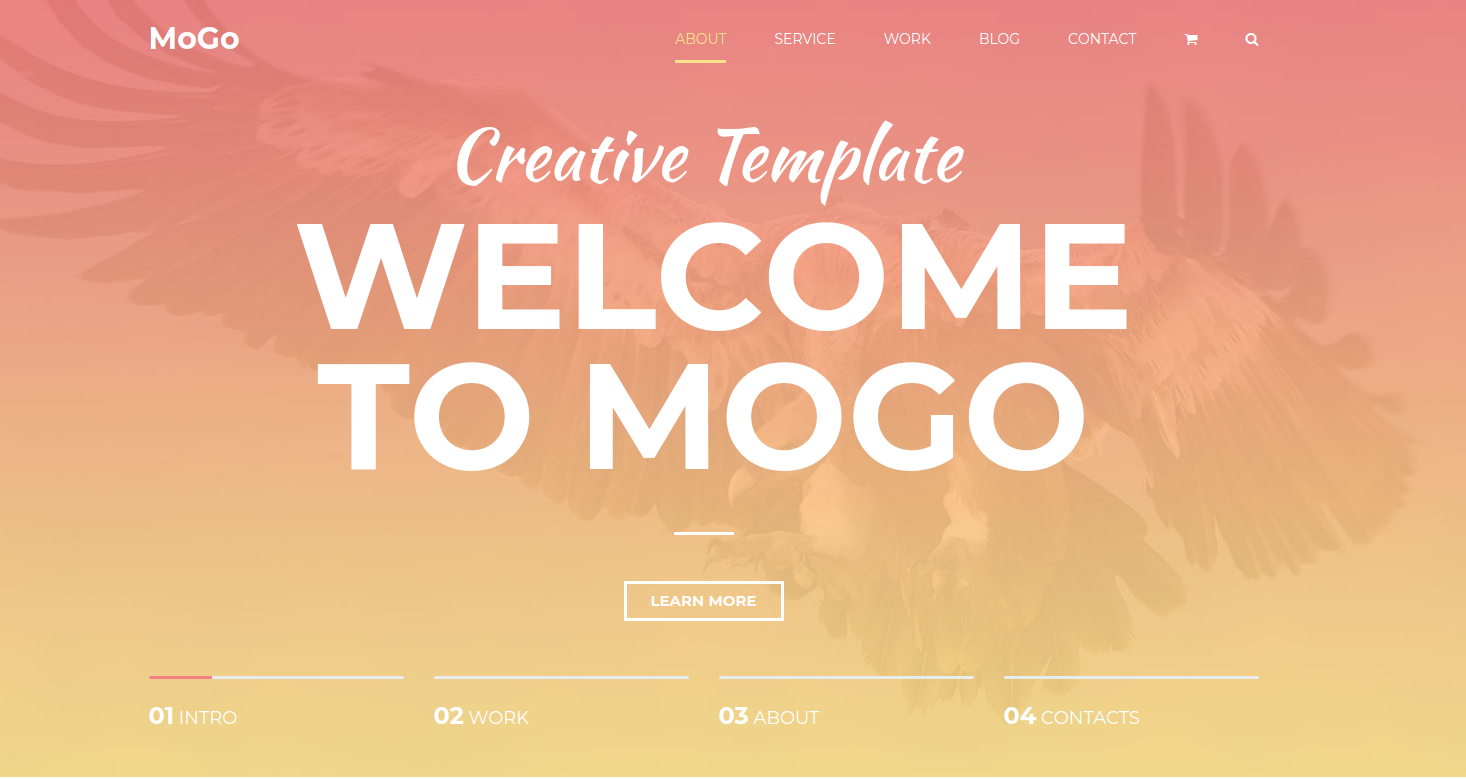 MoGo
ABOUT SERVICE WORK BLOG CONTACT
Creative Template
WELCOME
TO MOGO
LEARN MORE
01 INTRO
02 WORK
03 ABOUT
04 CONTACTS